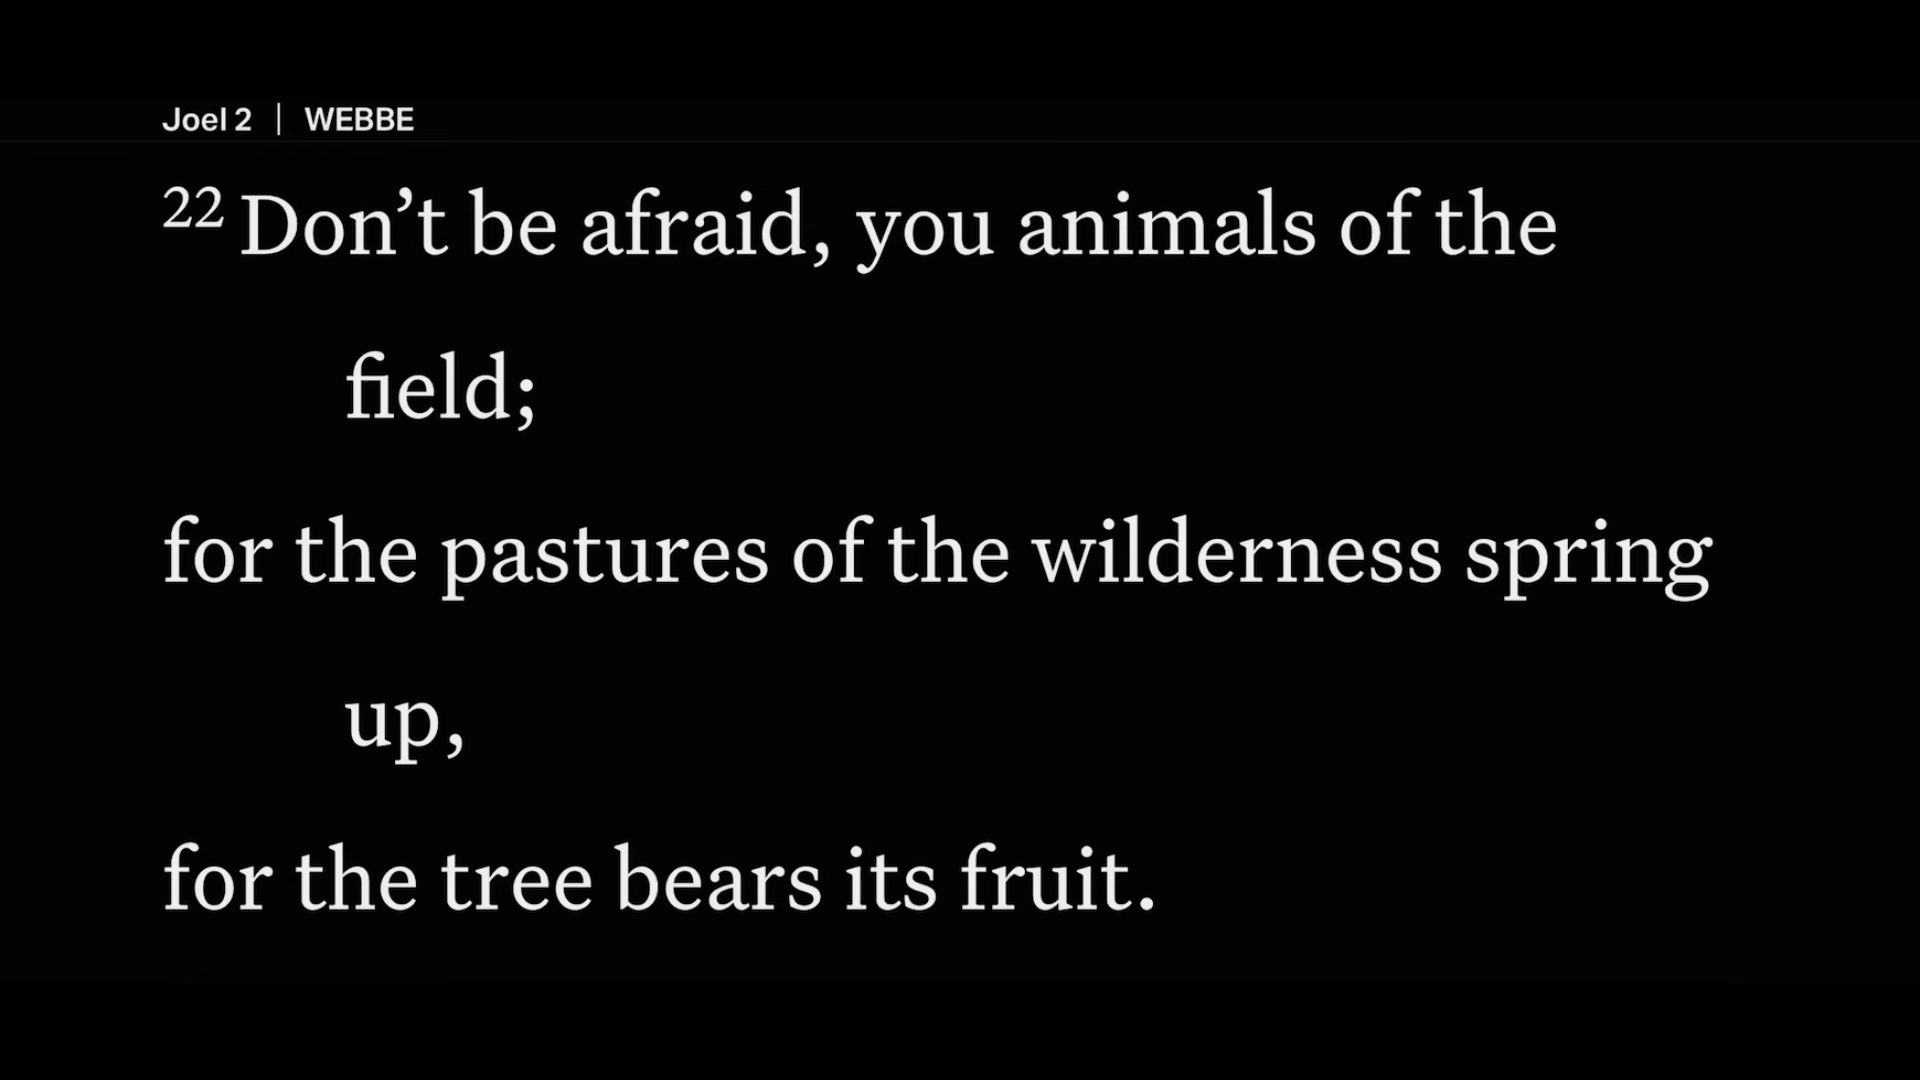 Joel 2 | WEBBE
22 Don’t be afraid, you animals of the
field;
for the pastures of the wilderness spring
up,
for the tree bears its fruit.